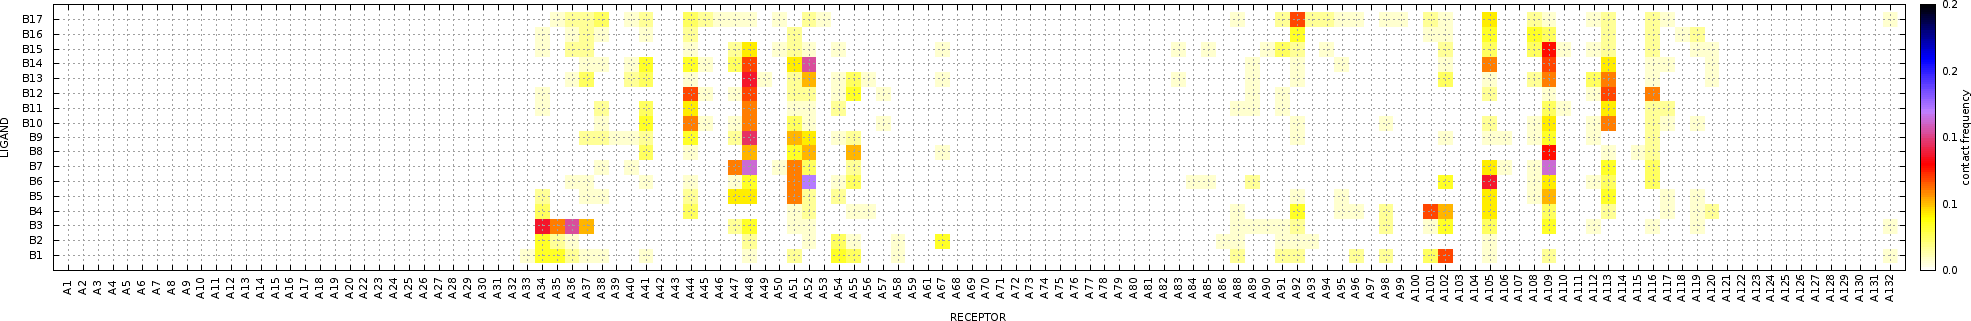 LIGAND
B17
B16
B15
B14
B13
B12
B11
B10
B9
B8
B7
B6
B5
B4
B3
B2
B1
A1 A2 A3 A4 A5 A6 A7 A8 A9 A10 A11 A12 A13 A14 A15 A16 A17 A18 A19 A20 A22 A23 A24 A25 A26 A27 A28 A29 A30 A31 A32 A33 A34 A35 A36 A37 A38 A39 A40 A41 A42 A43 A44 A45 A46 A47 A48 A49 A50 A51 A52 A53 A54 A55 A56 A57 A58 A59 A61 A67 A68 A69 A70 A71 A72 A73 A74 A75 A76 A77 A78 A79 A80 A81 A82 A83 A84 A85 A86 A88 A89 A90 A91 A92 A93 A94 A95 A96 A97 A98 A99 A100 A101 A102 A103 A104 A105 A106 A107 A108 A109 A110 A111 A112 A113 A114 A115 A116 A117 A118 A119 A120 A121 A122 A123 A124 A125 A126 A127 A128 A129 A130 A131 A132
RECEPTOR
0.2
0.2
0.1
0.1
0.0
contact frequency